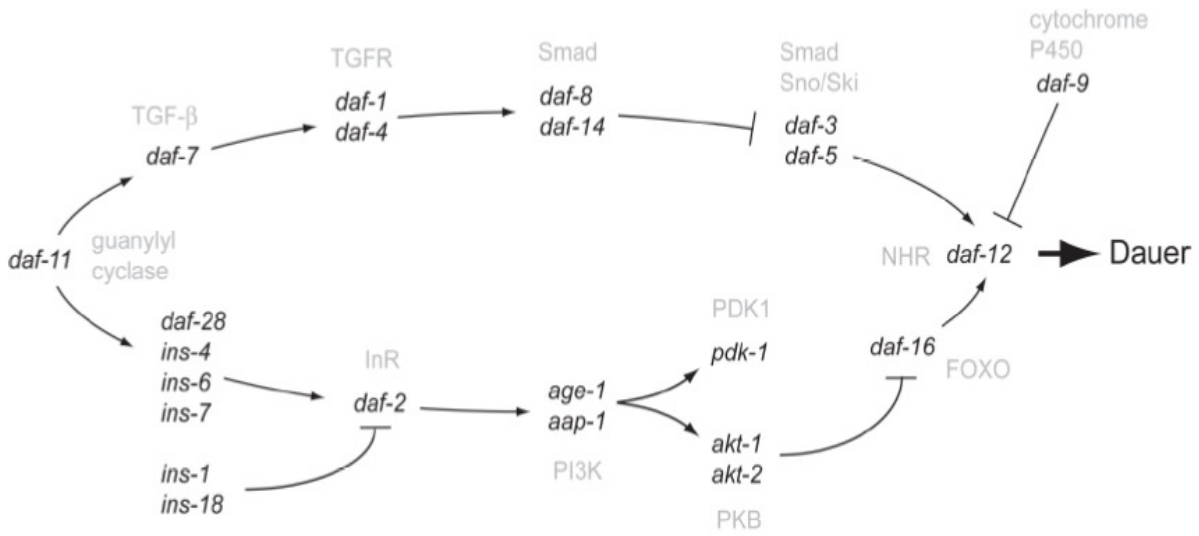 cytochrome
P450
daf-9
TGFR
daf-1
daf-4
Smad
daf-8
daf-14
Smad
Sno/Ski
daf-3
daf-5
TGF-β
daf-7
daf-11
guanylyl
cyclase
NHR
daf-12
Dauer
daf-28
ins-4
ins-6
ins-7
ins-1
ins-18
InR
daf-2
age-1
aap-1
PI3K
PDK1
pdk-1
akt-1
akt-2
PKB
daf-16
FOXO